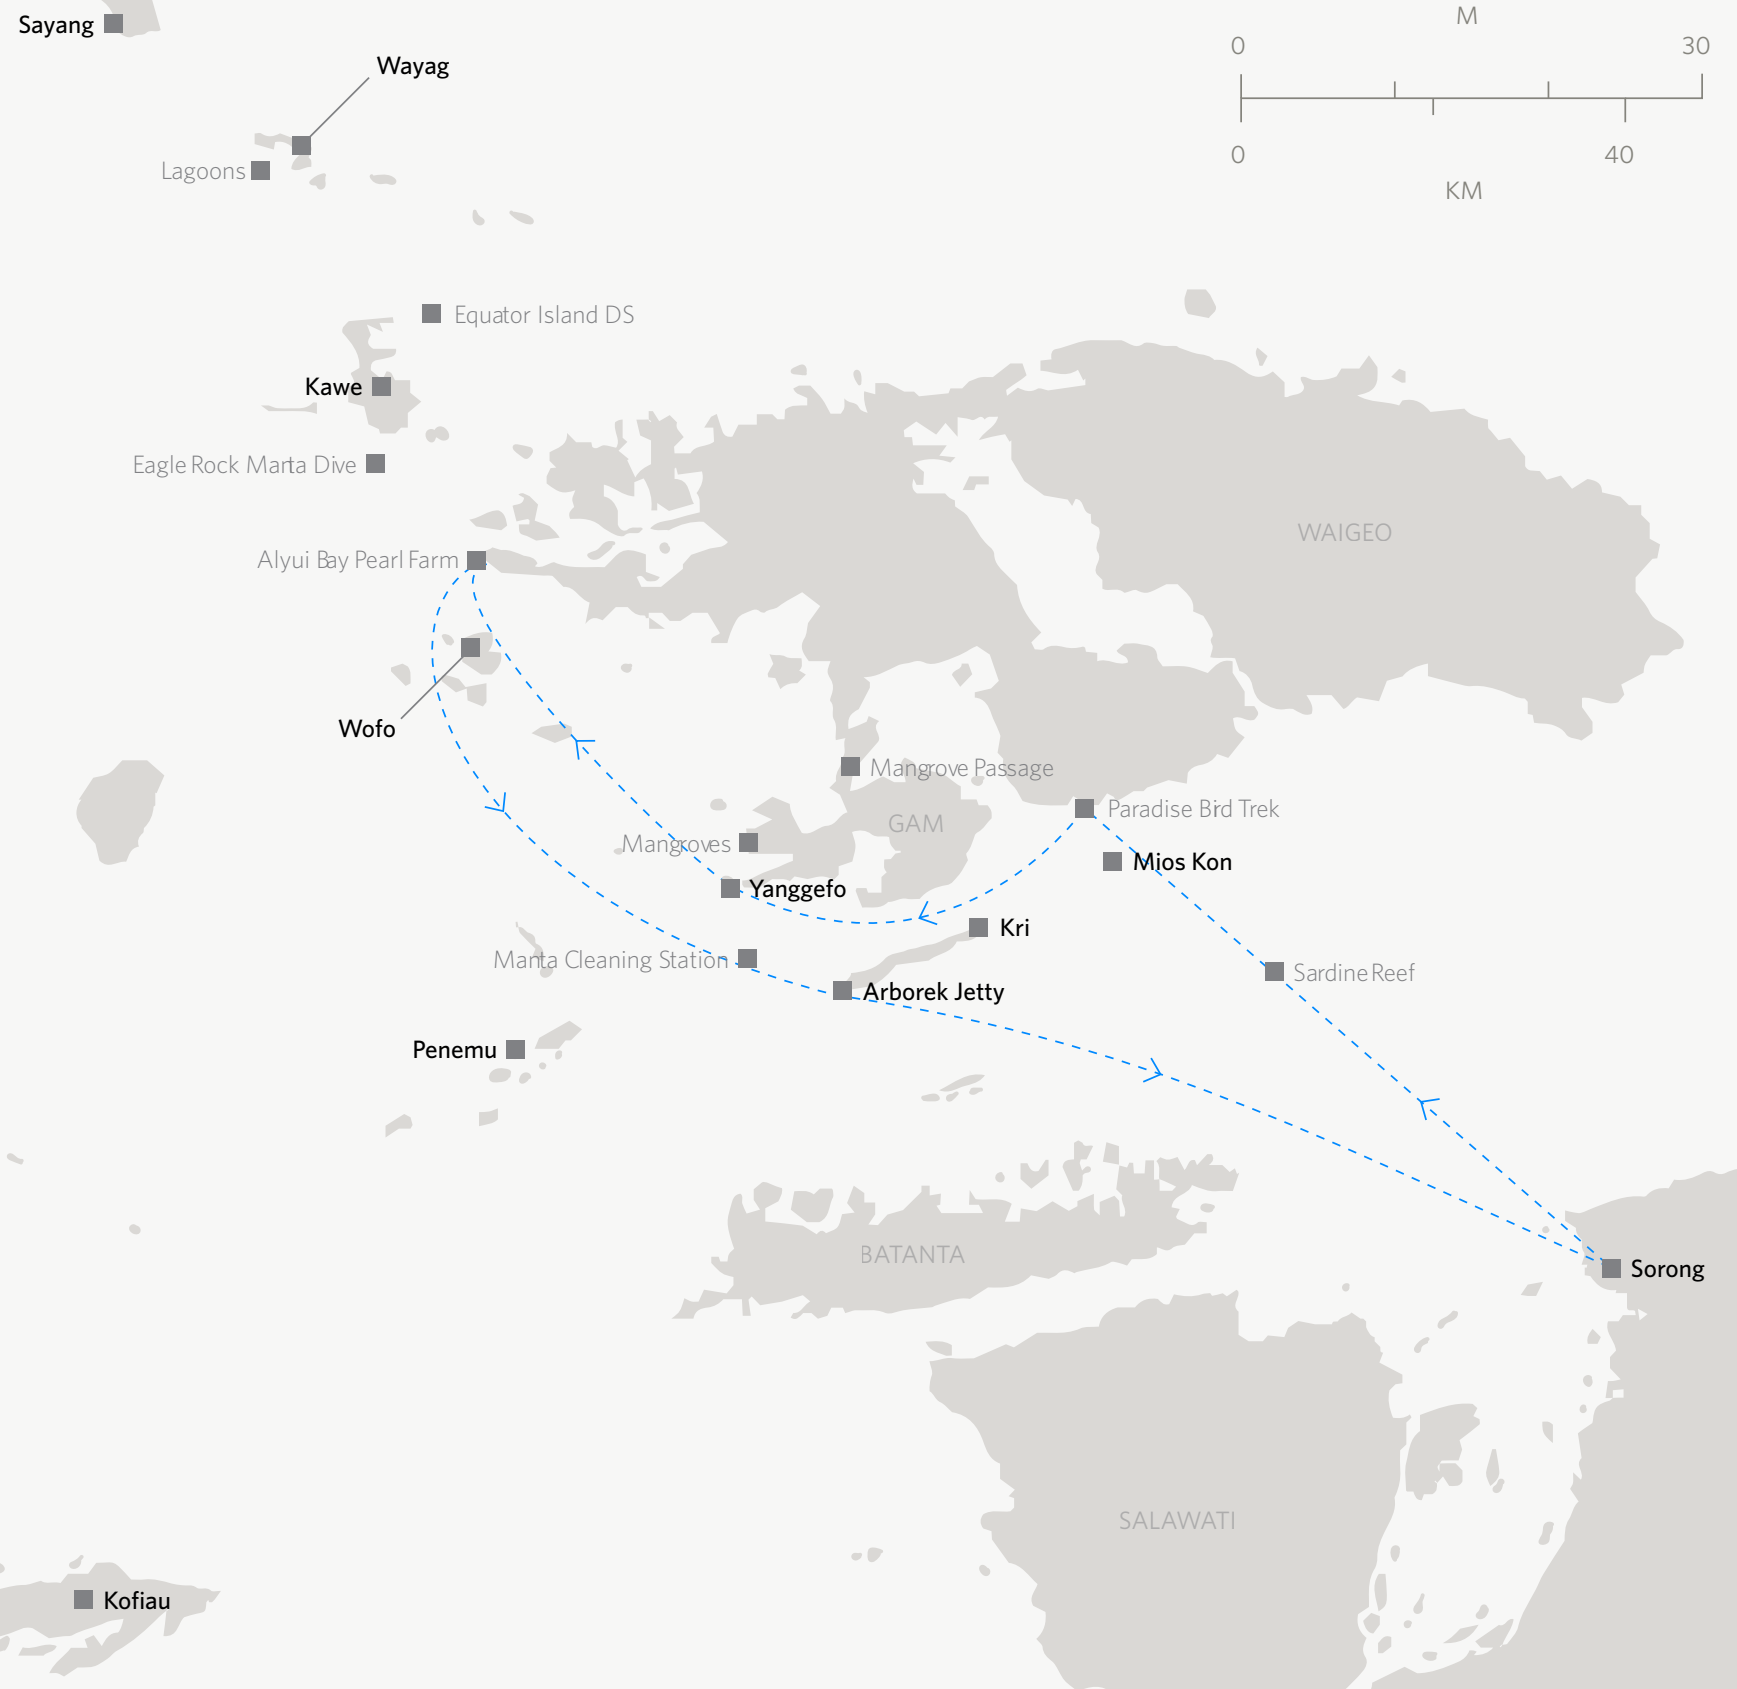 Sayang
M
0
30
Wayag
0
40
Lagoons
KM
Equator Island DS
Kawe
Eagle Rock Marta Dive
WAIGEO
Alyui Bay Pearl Farm
Wofo
Mangrove Passage
Paradise Bird Trek
GAM
Mangroves
Mios Kon
Yanggefo
Kri
Manta Cleaning Station
Sardine Reef
Arborek Jetty
Penemu
BATANTA
Sorong
SALAWATI
Kofiau